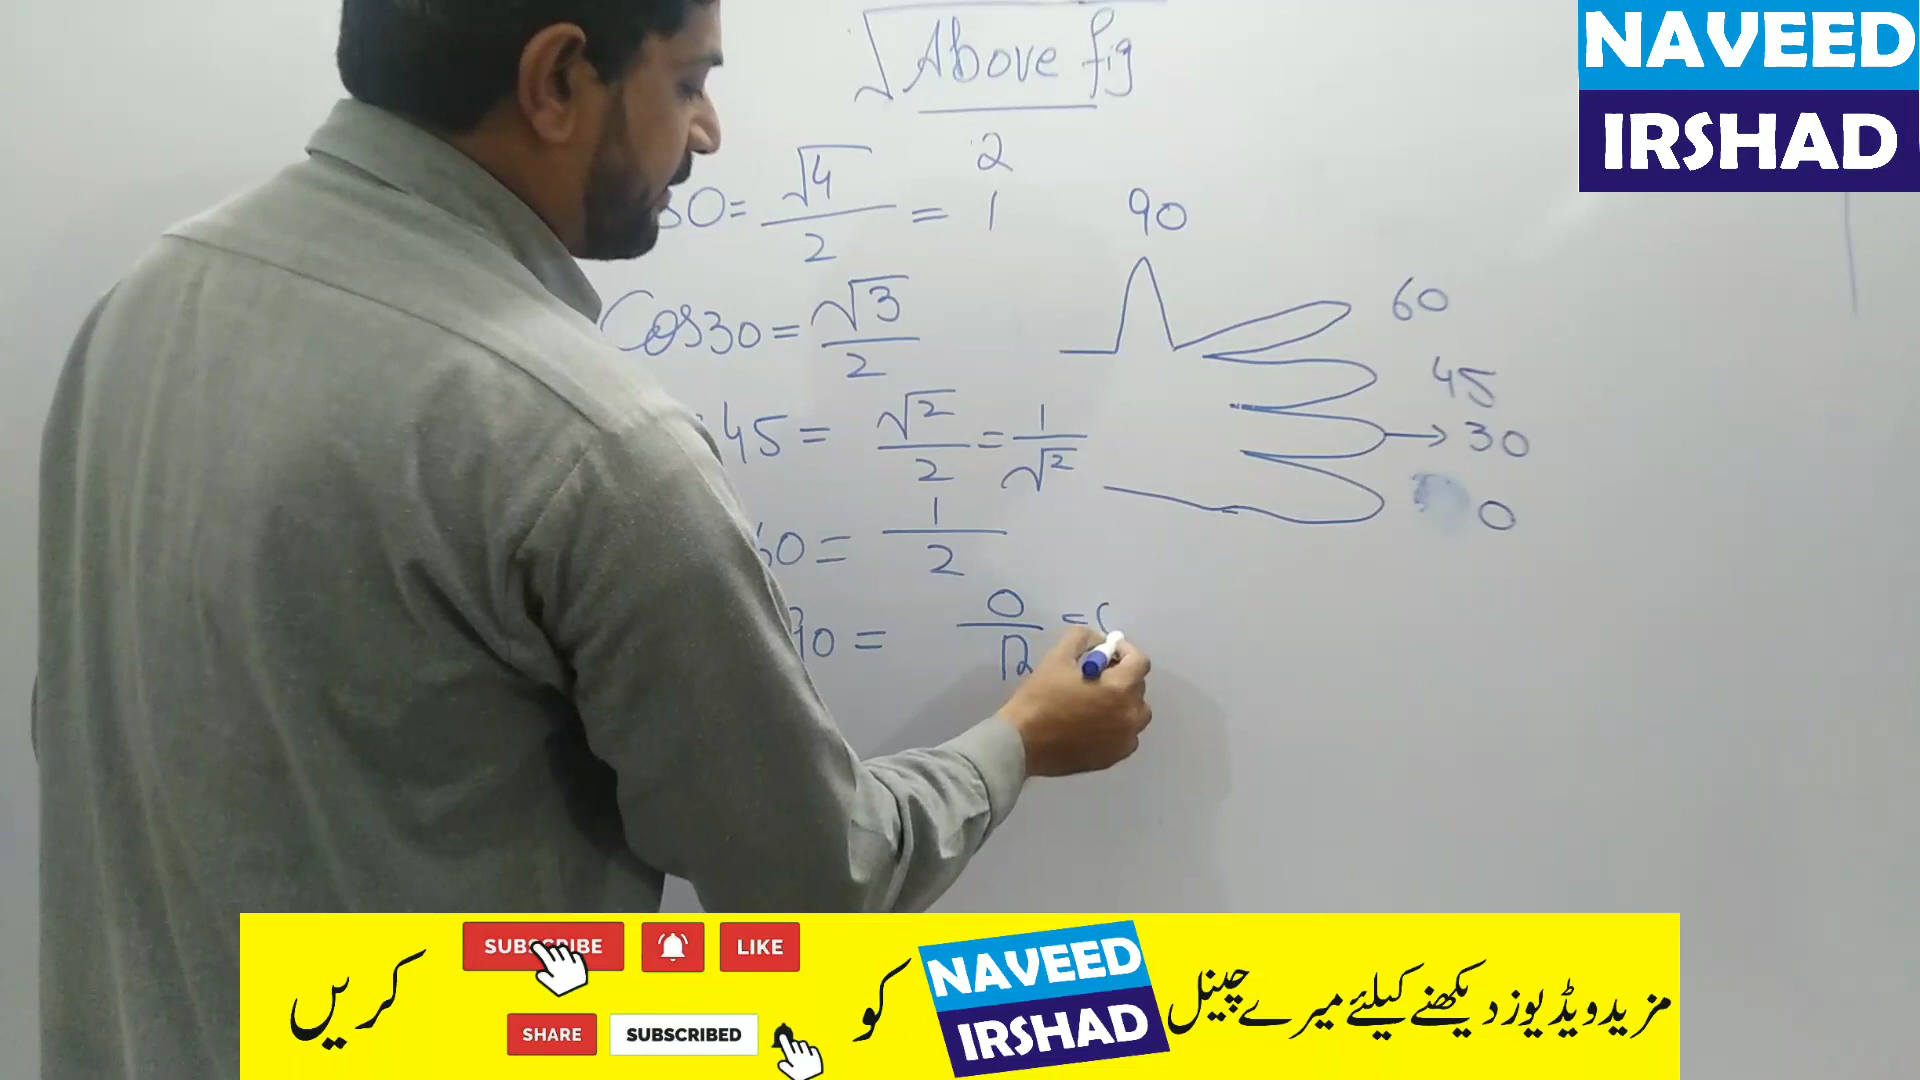 NAVEED
IRSHAD
√Above fig
2
0= √4/2 = 1
Cos30= √3/2
45= √2/2 = 1/√2
60= 1/2
90= 0/√2 =
90
60
45
30
0
مزید ویڈیوز دیکھنے کیلئے میرے چینل NAVEED IRSHAD کو SUBSCRIBE LIKE کریں
SHARE SUBSCRIBED